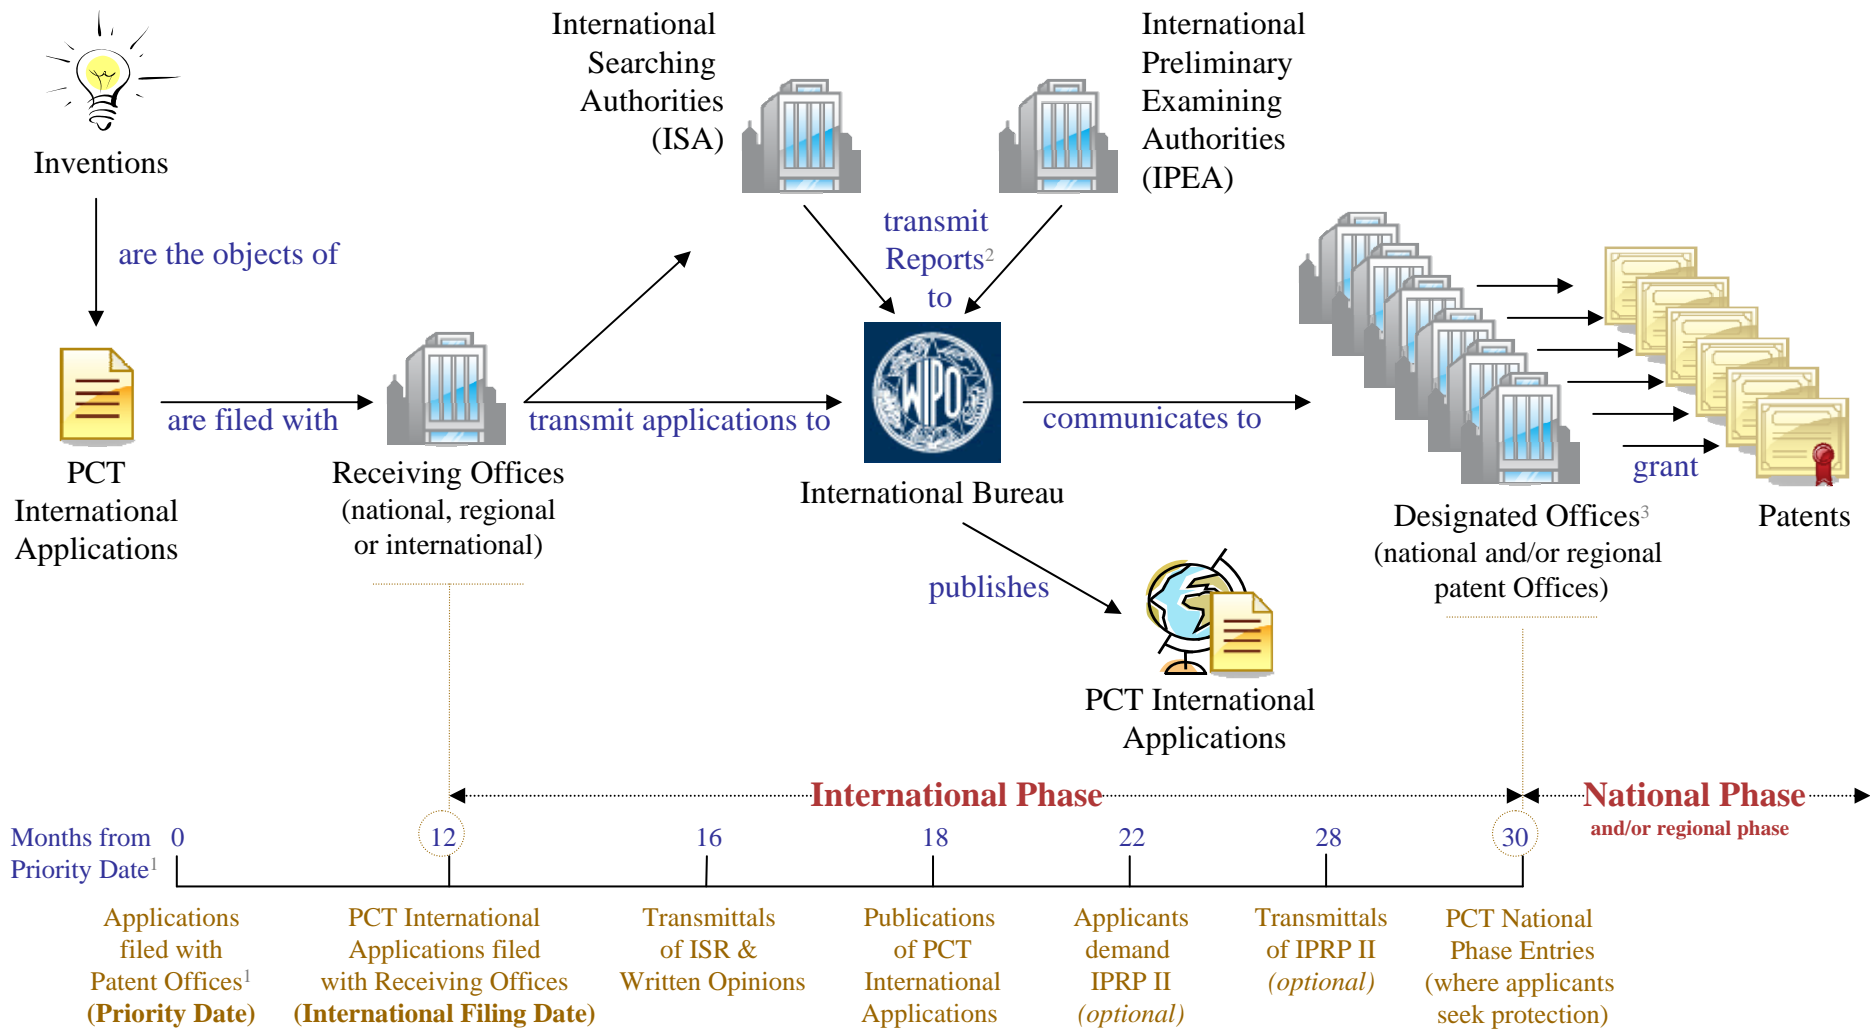 International
Searching
Authorities
(ISA)
International
Preliminary
Examining
Authorities
(IPEA)
Inventions
are the objects of
transmit
Reports2
to
WIPO
are filed with
transmit applications to
communicates to
grant
PCT
International
Applications
Receiving Offices
(national, regional
or international)
International Bureau
Designated Offices3
(national and/or regional
patent Offices)
Patents
publishes
PCT International
Applications
International Phase
National Phase
and/or regional phase
Months from
Priority Date1
0
12
16
18
22
28
30
Applications
filed with
Patent Offices1
(Priority Date)
PCT International
Applications filed
with Receiving Offices
(International Filing Date)
Transmittals
of ISR &
Written Opinions
Publications
of PCT
International
Applications
Applicants
demand
IPRP II
(optional)
Transmittals
of IPRP II
(optional)
PCT National
Phase Entries
(where applicants
seek protection)